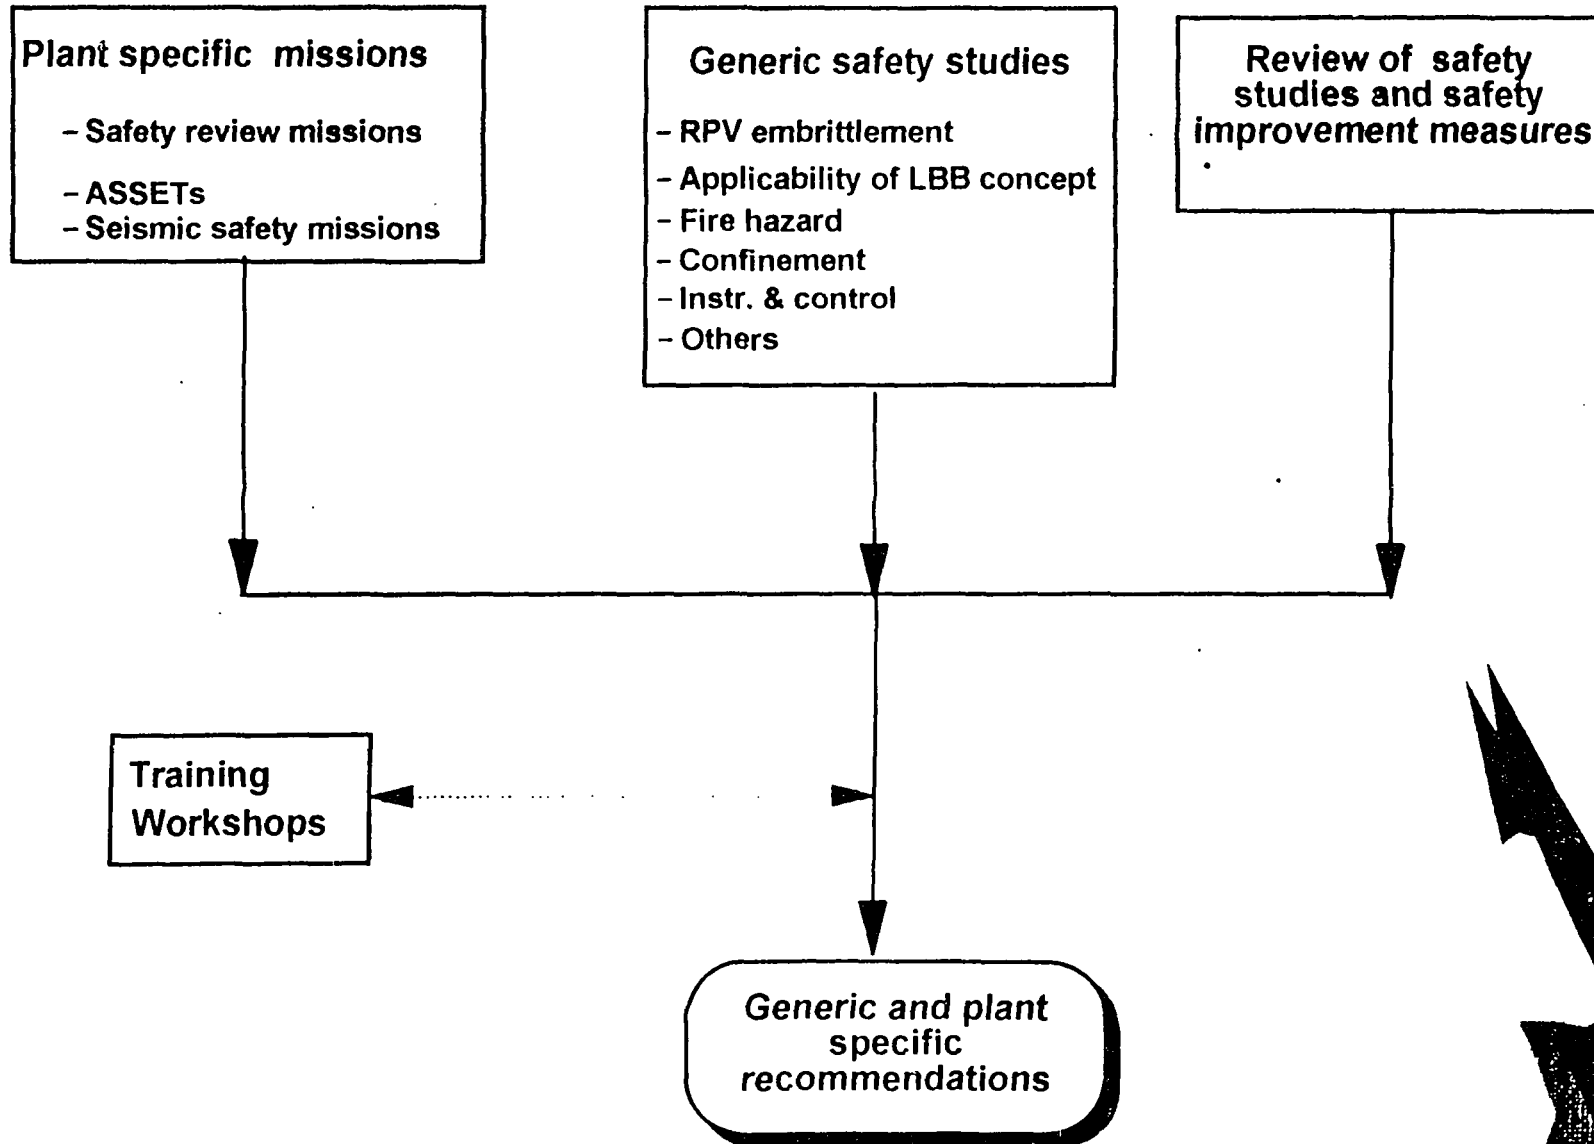 Plant specific missions
– Safety review missions
– ASSETs
– Seismic safety missions
Generic safety studies
– RPV embrittlement
– Applicability of LBB concept
– Fire hazard
– Confinement
– Instr. & control
– Others
Review of safety
studies and safety
improvement measures
Training
Workshops
Generic and plant
specific
recommendations